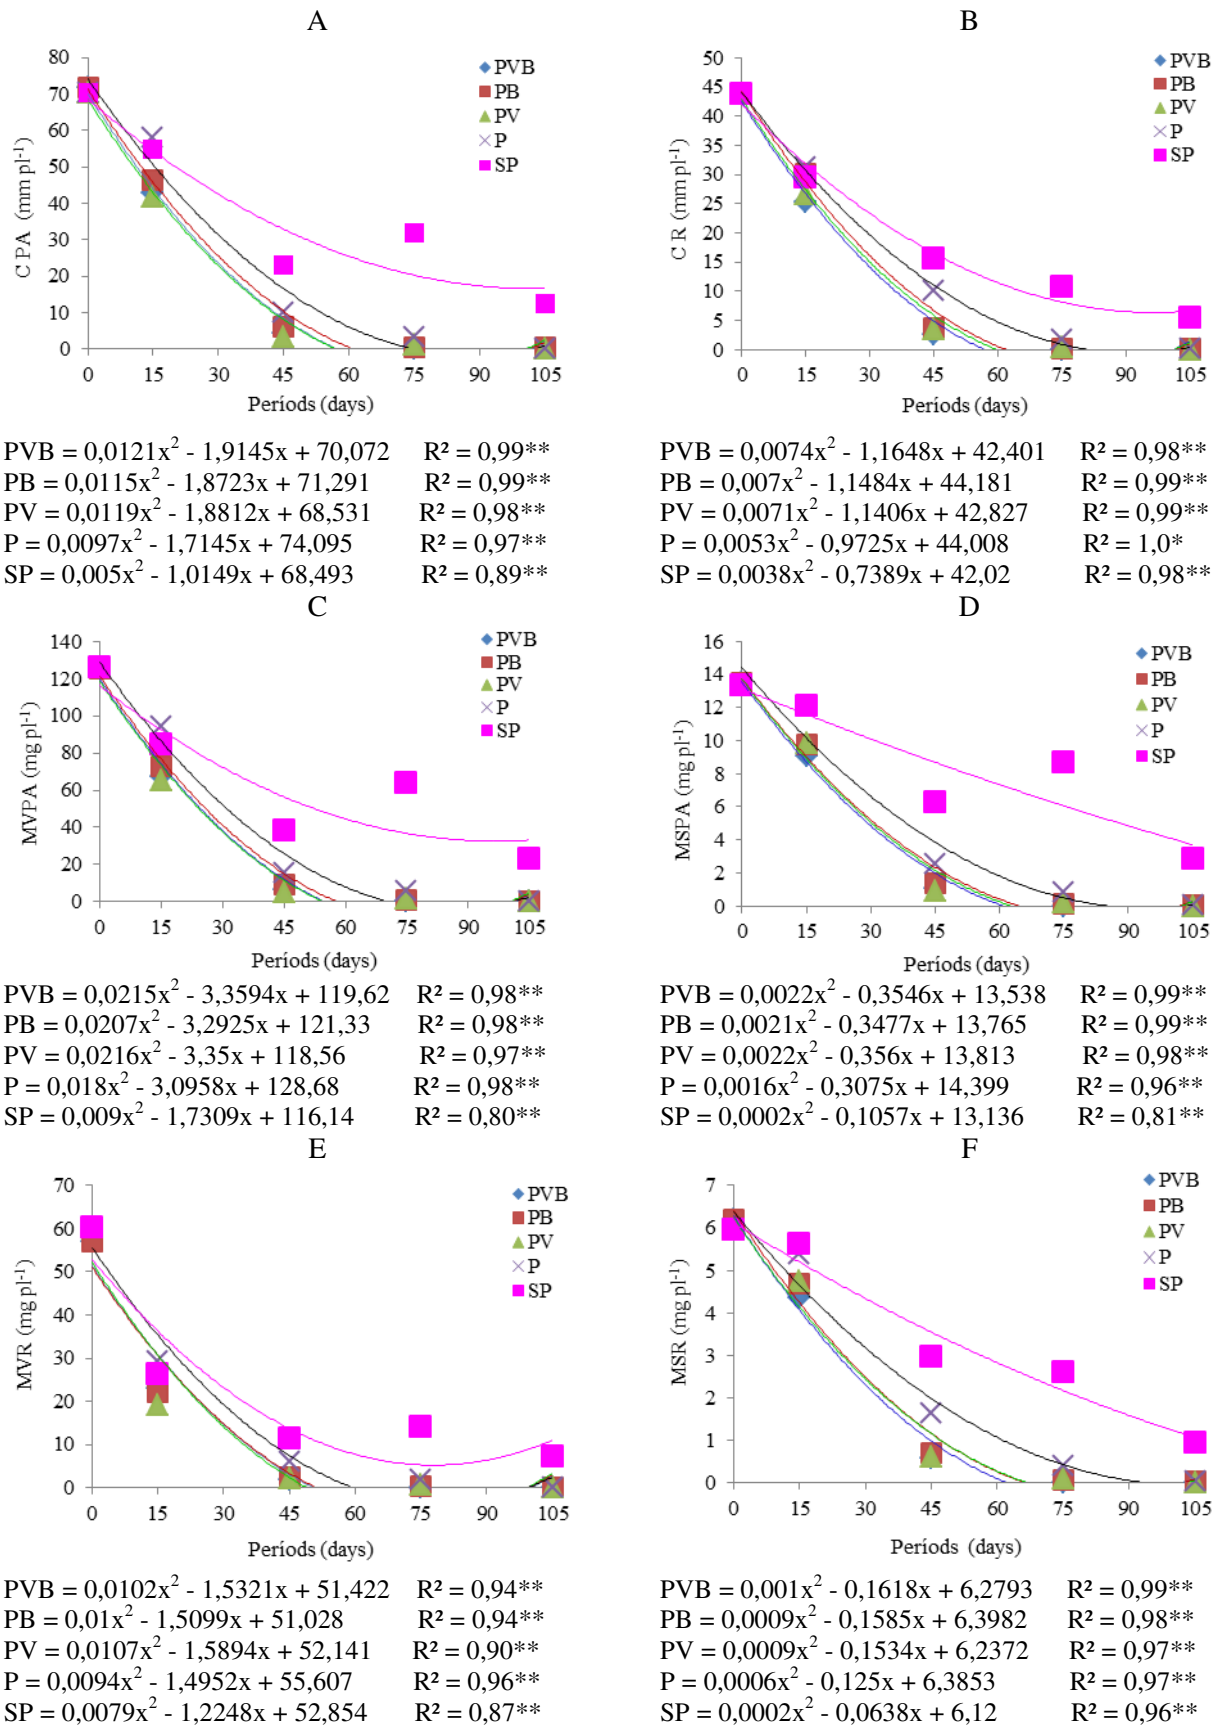 A
80
70
60
50
40
30
20
10
0
C PA (mm pl-1)
0 15 30 45 60 75 90 105
Períods (days)
PVB
PB
PV
P
SP
PVB = 0,0121x2 - 1,9145x + 70,072 R² = 0,99**
PB = 0,0115x2 - 1,8723x + 71,291 R² = 0,99**
PV = 0,0119x2 - 1,8812x + 68,531 R² = 0,98**
P = 0,0097x2 - 1,7145x + 74,095 R² = 0,97**
SP = 0,005x2 - 1,0149x + 68,493 R² = 0,89**
B
50
45
40
35
30
25
20
15
10
5
0
C R (mm pl-1)
0 15 30 45 60 75 90 105
Períods (days)
PVB
PB
PV
P
SP
PVB = 0,0074x2 - 1,1648x + 42,401 R² = 0,98**
PB = 0,007x2 - 1,1484x + 44,181 R² = 0,99**
PV = 0,0071x2 - 1,1406x + 42,827 R² = 0,99**
P = 0,0053x2 - 0,9725x + 44,008 R² = 1,0*
SP = 0,0038x2 - 0,7389x + 42,02 R² = 0,98**
C
140
120
100
80
60
40
20
0
MVPA (mg pl-1)
0 15 30 45 60 75 90 105
Períods (days)
PVB
PB
PV
P
SP
PVB = 0,0215x2 - 3,3594x + 119,62 R² = 0,98**
PB = 0,0207x2 - 3,2925x + 121,33 R² = 0,98**
PV = 0,0216x2 - 3,35x + 118,56 R² = 0,97**
P = 0,018x2 - 3,0958x + 128,68 R² = 0,98**
SP = 0,009x2 - 1,7309x + 116,14 R² = 0,80**
D
16
14
12
10
8
6
4
2
0
MSPA (mg pl-1)
0 15 30 45 60 75 90 105
Períods (days)
PVB
PB
PV
P
SP
PVB = 0,0022x2 - 0,3546x + 13,538 R² = 0,99**
PB = 0,0021x2 - 0,3477x + 13,765 R² = 0,99**
PV = 0,0022x2 - 0,356x + 13,813 R² = 0,98**
P = 0,0016x2 - 0,3075x + 14,399 R² = 0,96**
SP = 0,0002x2 - 0,1057x + 13,136 R² = 0,81**
E
70
60
50
40
30
20
10
0
MVR (mg pl-1)
0 15 30 45 60 75 90 105
Períods (days)
PVB
PB
PV
P
SP
PVB = 0,0102x2 - 1,5321x + 51,422 R² = 0,94**
PB = 0,01x2 - 1,5099x + 51,028 R² = 0,94**
PV = 0,0107x2 - 1,5894x + 52,141 R² = 0,90**
P = 0,0094x2 - 1,4952x + 55,607 R² = 0,96**
SP = 0,0079x2 - 1,2248x + 52,854 R² = 0,87**
F
7
6
5
4
3
2
1
0
MSR (mg pl-1)
0 15 30 45 60 75 90 105
Períods (days)
PVB
PB
PV
P
SP
PVB = 0,001x2 - 0,1618x + 6,2793 R² = 0,99**
PB = 0,0009x2 - 0,1585x + 6,3982 R² = 0,98**
PV = 0,0009x2 - 0,1534x + 6,2372 R² = 0,97**
P = 0,0006x2 - 0,125x + 6,3853 R² = 0,97**
SP = 0,0002x2 - 0,0638x + 6,12 R² = 0,96**